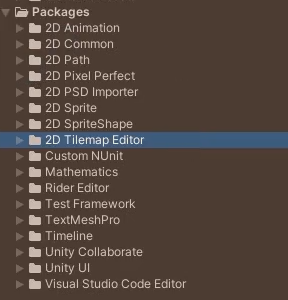 Packages
2D Animation
2D Common
2D Path
2D Pixel Perfect
2D PSD Importer
2D Sprite
2D SpriteShape
2D Tilemap Editor
Custom NUnit
Mathematics
Rider Editor
Test Framework
TextMeshPro
Timeline
Unity Collaborate
Unity UI
Visual Studio Code Editor